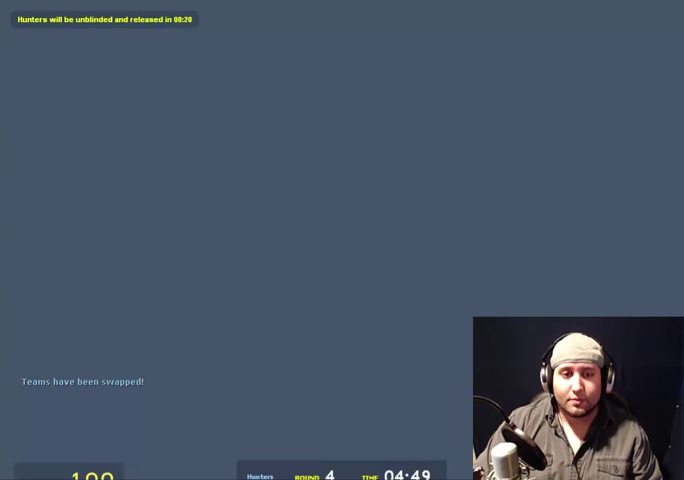 Hunters will be unblinded and released in 00:20
Teams have been swapped!
100
Hunters ROUND 4 TIME 04:49